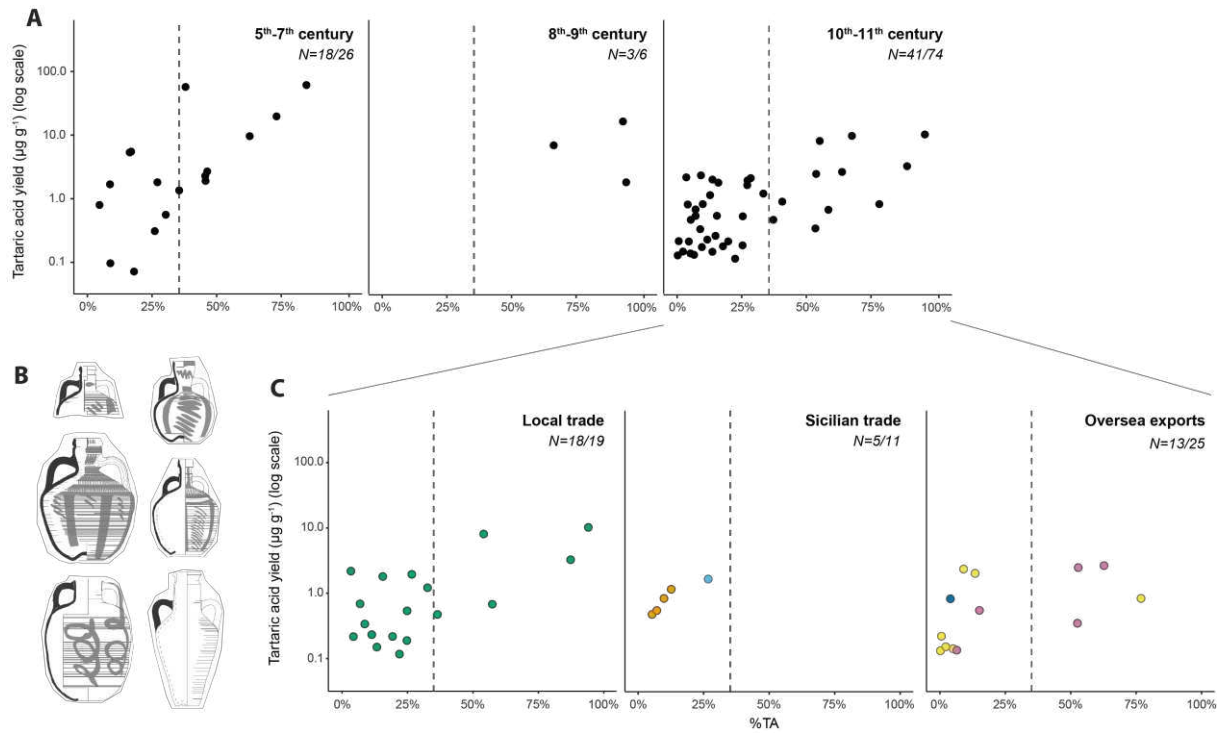 A
5th-7th century
N=18/26
8th-9th century
N=3/6
10th-11th century
N=41/74
Tartaric acid yield (µg g-1) (log scale)
100.0
10.0
1.0
0.1
0% 25% 50% 75% 100%
0% 25% 50% 75% 100%
0% 25% 50% 75% 100%
B
C
Local trade
N=18/19
Sicilian trade
N=5/11
Oversea exports
N=13/25
Tartaric acid yield (µg g-1) (log scale)
100.0
10.0
1.0
0.1
0% 25% 50% 75% 100%
0% 25% 50% 75% 100%
0% 25% 50% 75% 100%
%TA